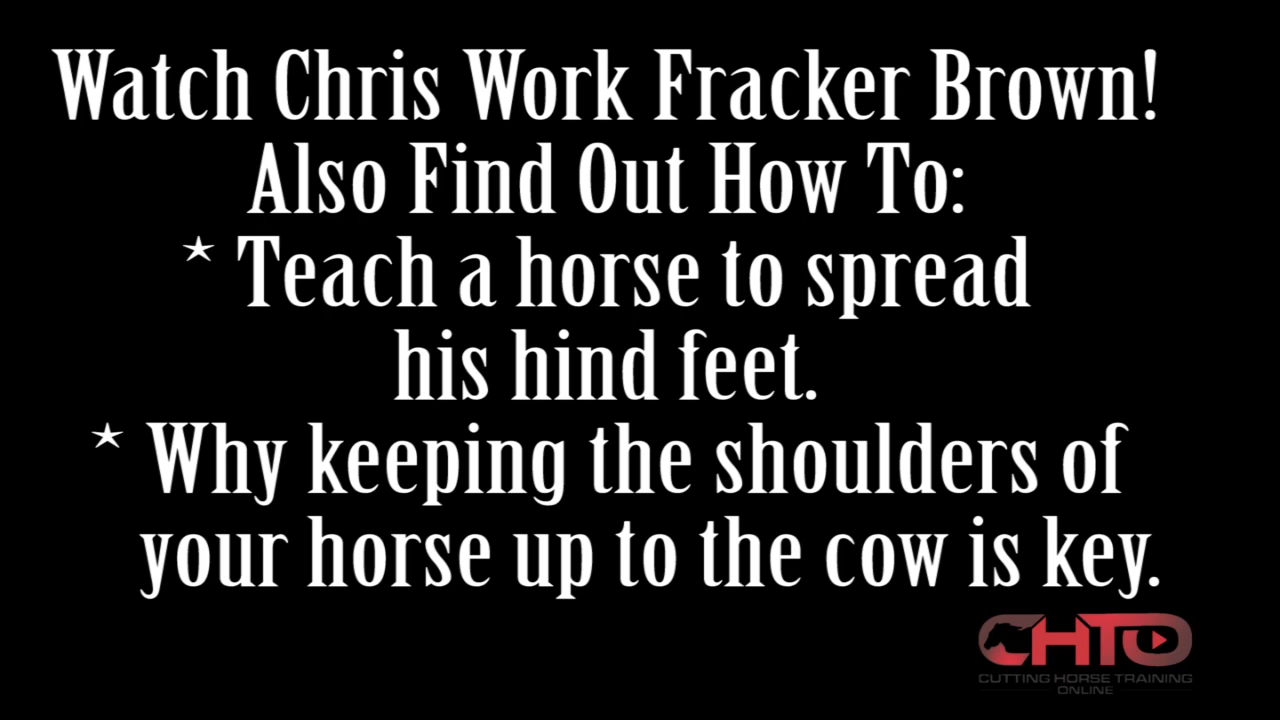 Watch Chris Work Fracker Brown!
Also Find Out How To:
* Teach a horse to spread
his hind feet.
* Why keeping the shoulders of
your horse up to the cow is key.
CHTO
CUTTING HORSE TRAINING
ONLINE